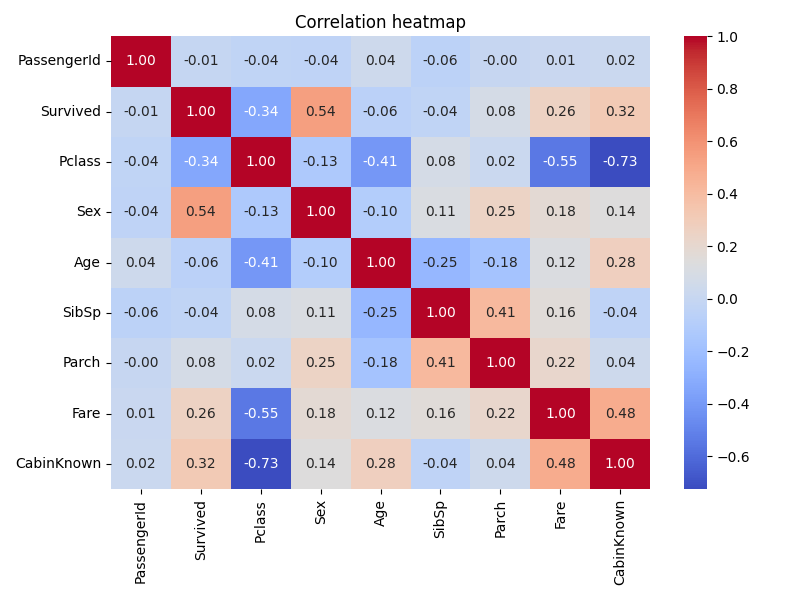 Correlation heatmap
PassengerId 1.00 -0.01 -0.04 -0.04 0.04 -0.06 -0.00 0.01 0.02
Survived -0.01 1.00 -0.34 0.54 -0.06 -0.04 0.08 0.26 0.32
Pclass -0.04 -0.34 1.00 -0.13 -0.41 0.08 0.02 -0.55 -0.73
Sex -0.04 0.54 -0.13 1.00 -0.10 0.11 0.25 0.18 0.14
Age 0.04 -0.06 -0.41 -0.10 1.00 -0.25 -0.18 0.12 0.28
SibSp -0.06 -0.04 0.08 0.11 -0.25 1.00 0.41 0.16 -0.04
Parch -0.00 0.08 0.02 0.25 -0.18 0.41 1.00 0.22 0.04
Fare 0.01 0.26 -0.55 0.18 0.12 0.16 0.22 1.00 0.48
CabinKnown 0.02 0.32 -0.73 0.14 0.28 -0.04 0.04 0.48 1.00
PassengerId Survived Pclass Sex Age SibSp Parch Fare CabinKnown
1.0
0.8
0.6
0.4
0.2
0.0
−0.2
−0.4
−0.6